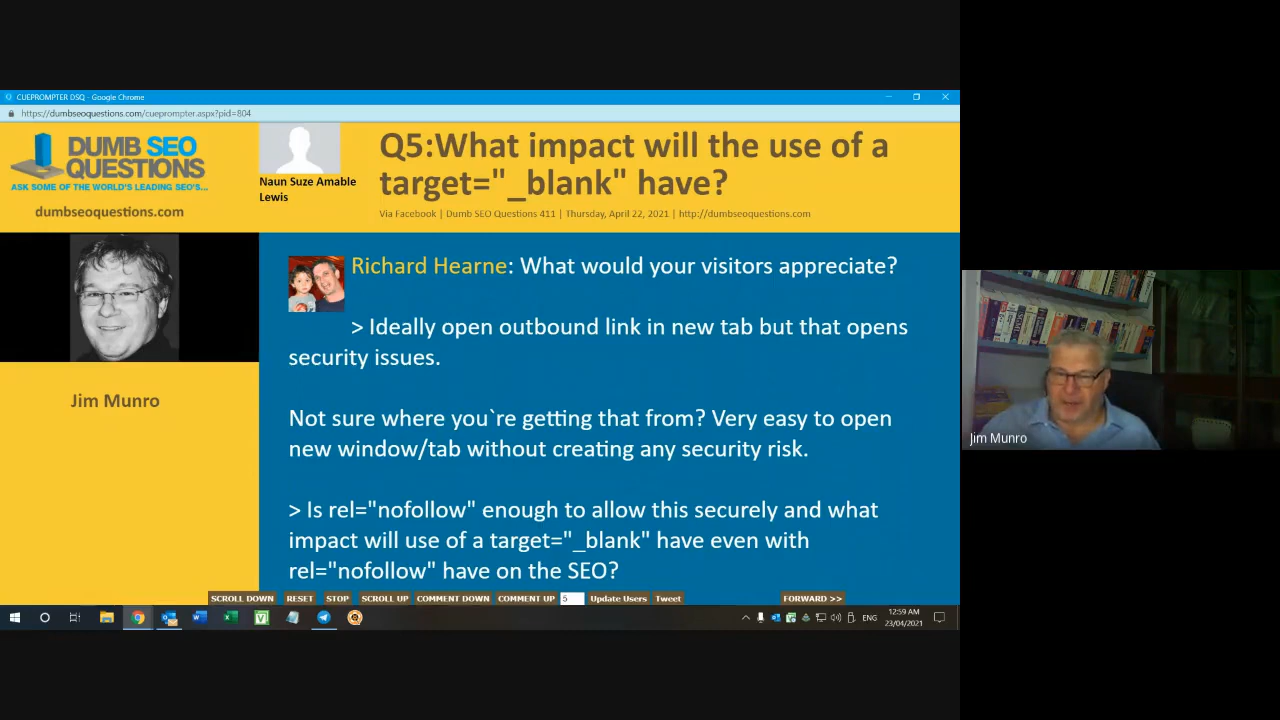 CUEPROMPTER DSQ - Google Chrome
https://dumbseoquestions.com/cueprompter.aspx?pid=804
DUMB SEO
QUESTIONS
ASK SOME OF THE WORLD'S LEADING SEO'S...
dumbseoquestions.com
Naun Suze Amable
Lewis
Q5:What impact will the use of a
target="_blank" have?
Via Facebook | Dumb SEO Questions 411 | Thursday, April 22, 2021 | http://dumbseoquestions.com
Jim Munro
Richard Hearne: What would your visitors appreciate?
> Ideally open outbound link in new tab but that opens
security issues.
Not sure where you`re getting that from? Very easy to open
new window/tab without creating any security risk.
> Is rel="nofollow" enough to allow this securely and what
impact will use of a target="_blank" have even with
rel="nofollow" have on the SEO?
SCROLL DOWN RESET STOP SCROLL UP COMMENT DOWN COMMENT UP 5 Update Users Tweet FORWARD >>
ENG
12:59 AM
23/04/2021
Jim Munro